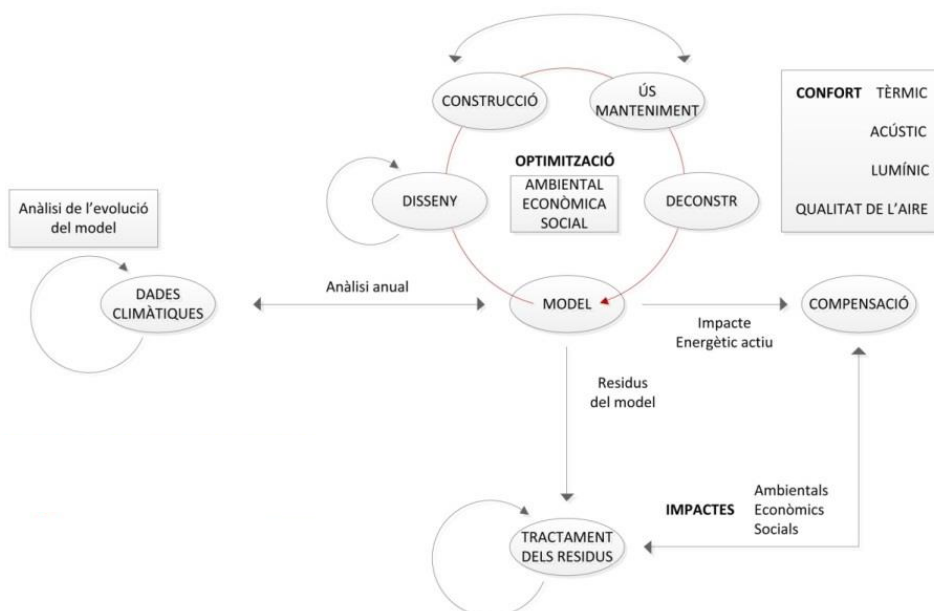 CONSTRUCCIÓ
ÚS
MANTENIMENT
CONFORT TÈRMIC
ACÚSTIC
LUMÍNIC
QUALITAT DE L'AIRE
OPTIMITZACIÓ
AMBIENTAL
ECONÒMICA
SOCIAL
DISSENY
DECONSTR
Anàlisi de l'evolució
del model
DADES
CLIMÀTIQUES
Anàlisi anual
MODEL
Impacte
Energètic actiu
COMPENSACIÓ
Residus
del model
IMPACTES
Ambientals
Econòmics
Socials
TRACTAMENT
DELS RESIDUS